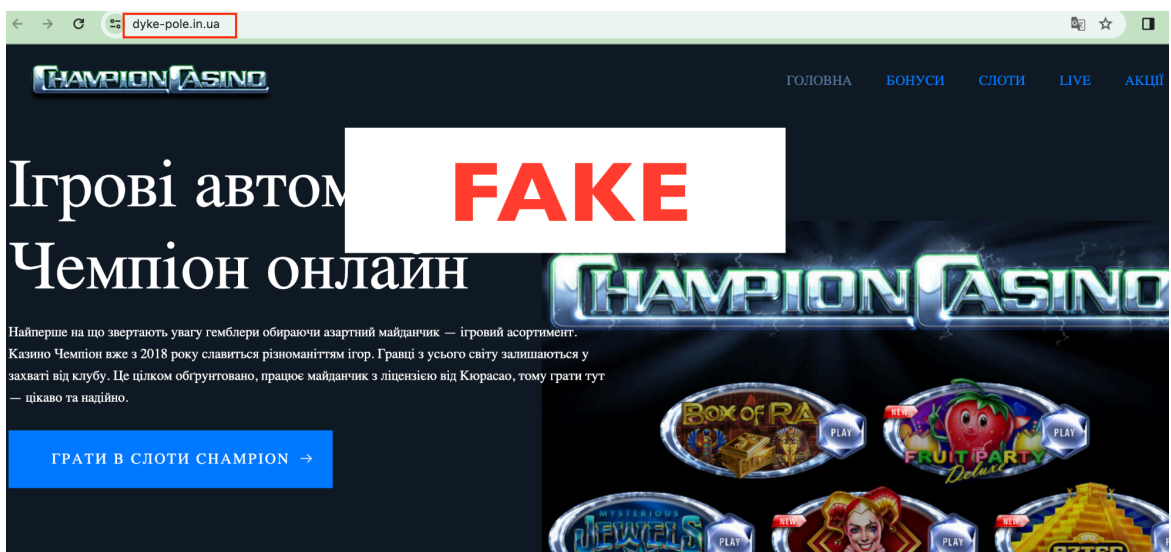 dyke-pole.in.ua
CHAMPION CASINO
ГОЛОВНА БОНУСИ СЛОТИ LIVE АКЦІЇ
FAKE
Ігрові автом
Чемпіон онлайн
CHAMPION CASINO
Найперше на що звертають увагу гемблери обираючи азартний майданчик — ігровий асортимент.
Казино Чемпіон вже з 2018 року славиться різноманіттям ігор. Гравці з усього світу залишаються у
захваті від клубу. Це цілком обґрунтовано, працює майданчик з ліцензією від Кюрасао, тому грати тут
— цікаво та надійно.
ГРАТИ В СЛОТИ CHAMPION →
BOX OF RA PLAY
NEW FRUIT PARTY Deluxe PLAY
MYSTERIOUS JEWELS PLAY
NEW PLAY
NEW AZTEC